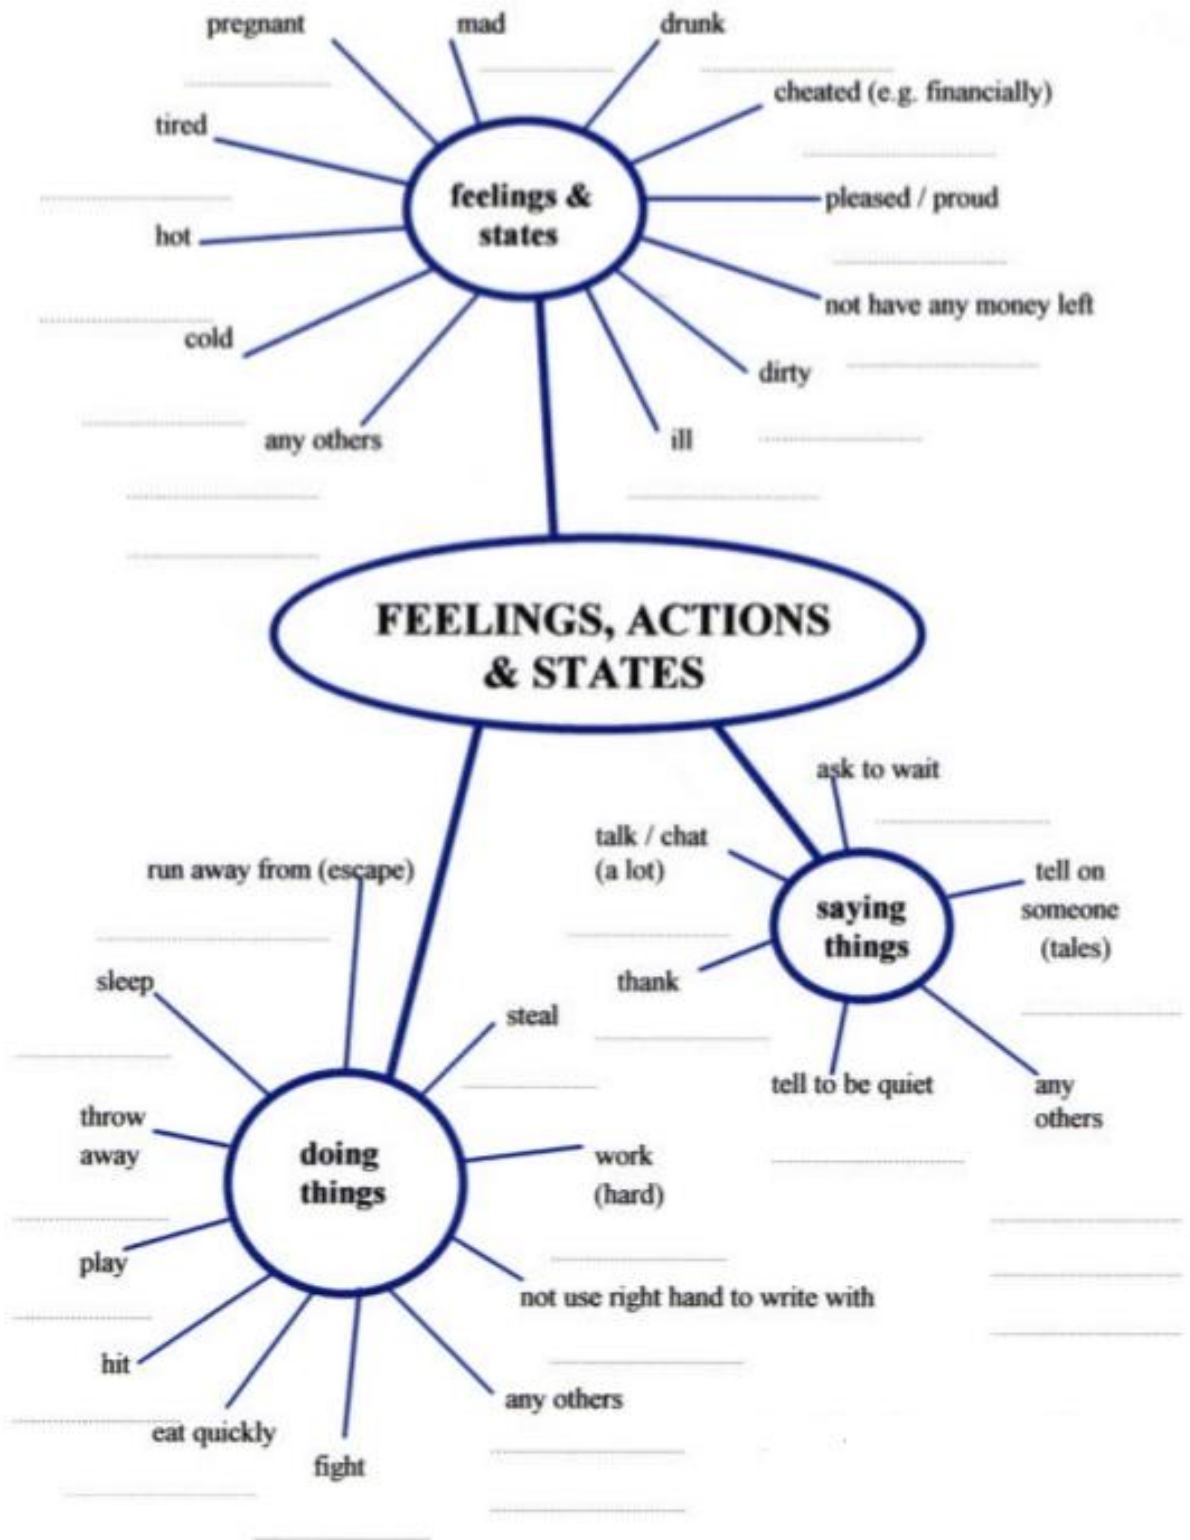 pregnant
mad
drunk
cheated (e.g. financially)
tired
feelings &
states
pleased / proud
hot
not have any money left
cold
dirty
any others
ill
FEELINGS, ACTIONS
& STATES
ask to wait
talk / chat
(a lot)
run away from (escape)
tell on
someone
(tales)
saying
things
sleep
thank
steal
tell to be quiet
any
others
throw
away
doing
things
work
(hard)
play
not use right hand to write with
hit
any others
eat quickly
fight